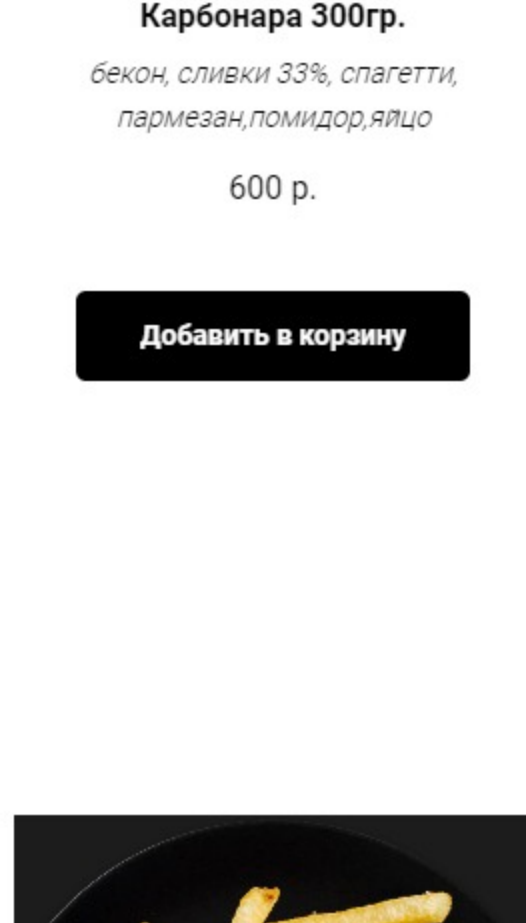 Карбонара 300гр.
бекон, сливки 33%, спагетти,
пармезан,помидор,яйцо
600 р.
Добавить в корзину